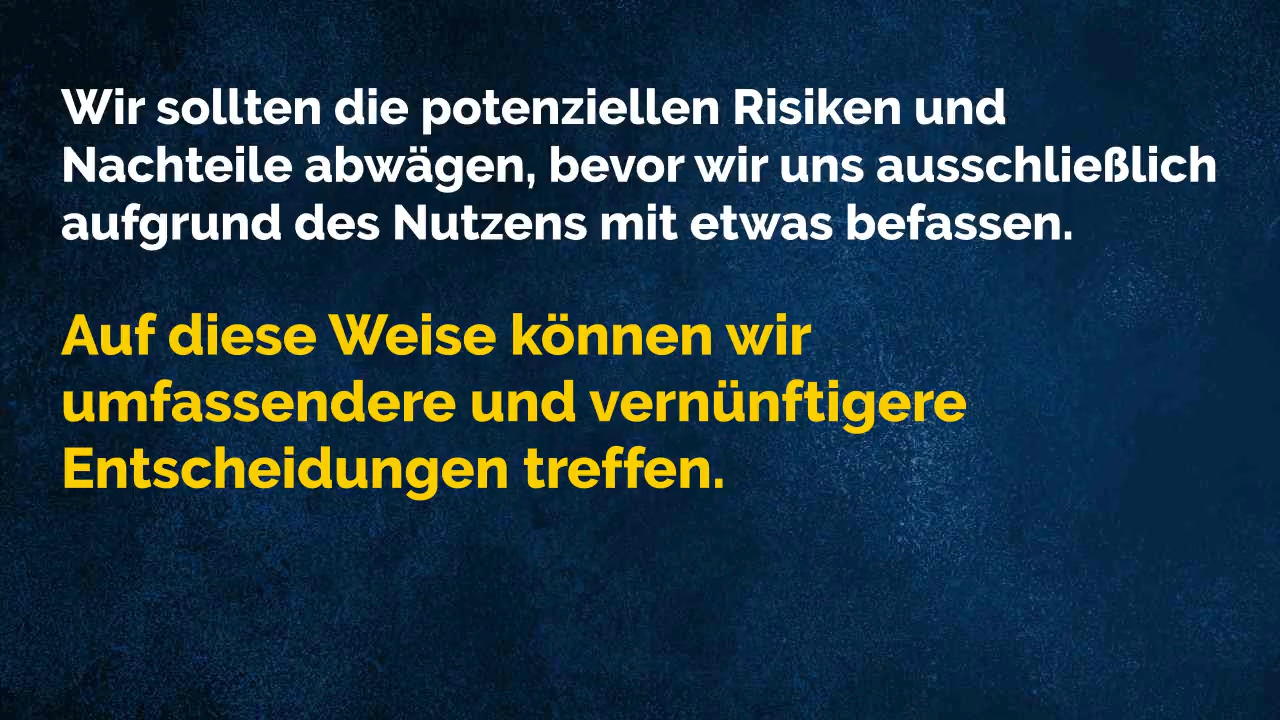 Wir sollten die potenziellen Risiken und
Nachteile abwägen, bevor wir uns ausschließlich
aufgrund des Nutzens mit etwas befassen.
Auf diese Weise können wir
umfassendere und vernünftigere
Entscheidungen treffen.